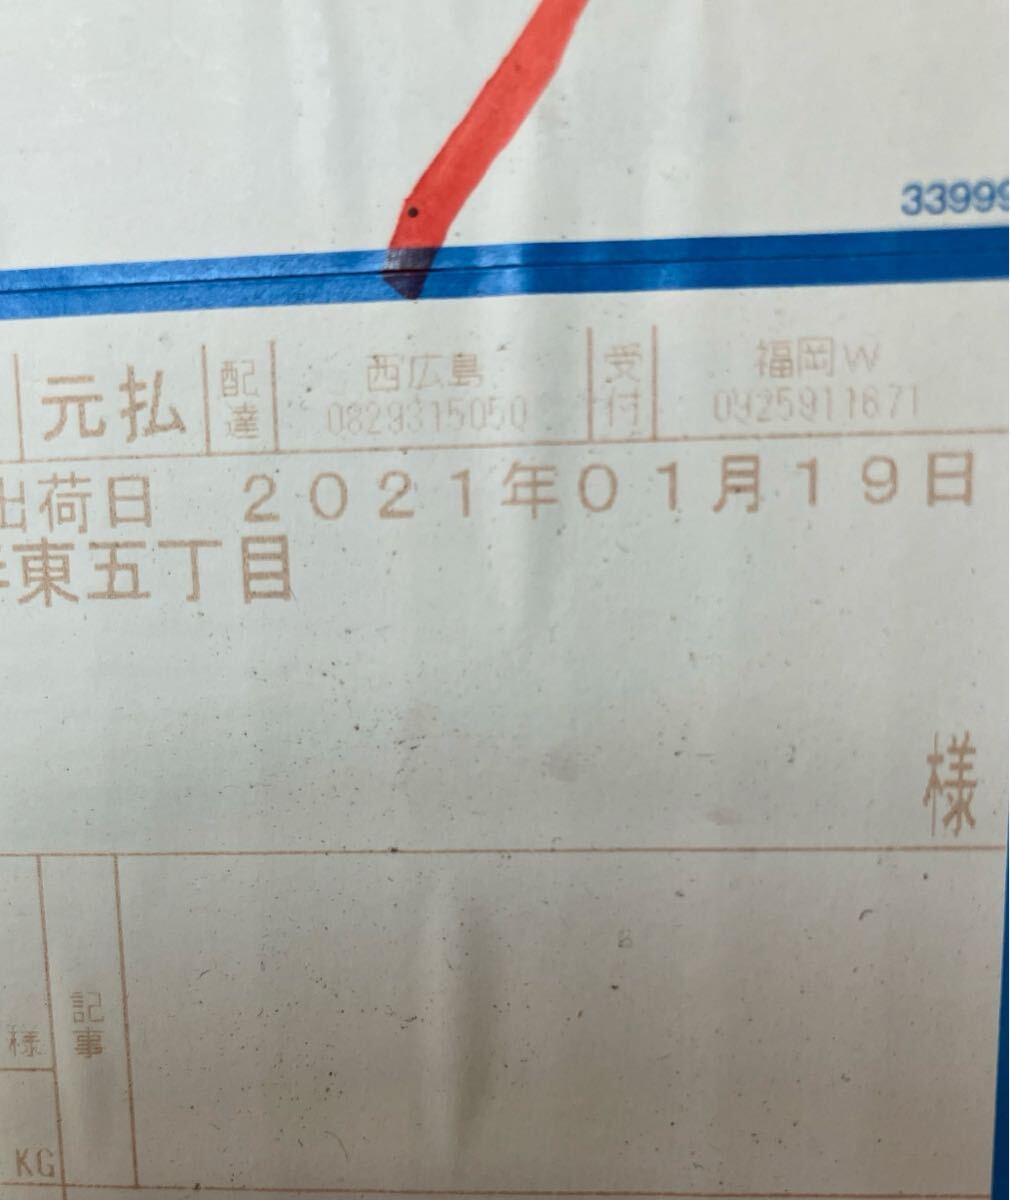 33999
元払 配達 西広島 受付 福岡W
0829315050 0925911671
出荷日 2021年01月19日
東五丁目
様
様 記事
KG